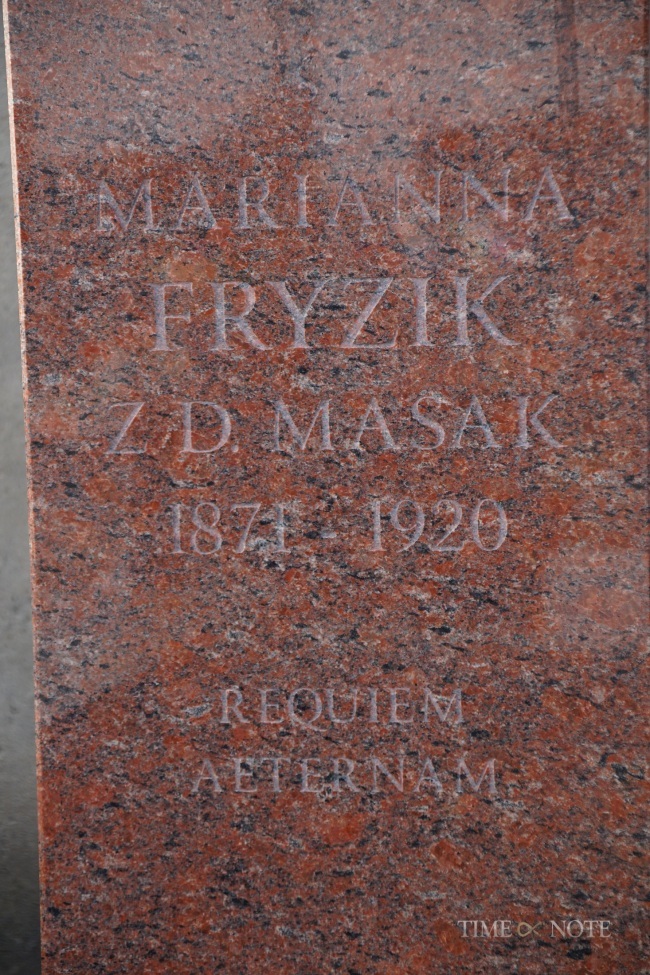 MARIANNA
FRYZIK
Z D. MASAK
1871 - 1920
REQUIEM
AETERNAM
TIME NOTE